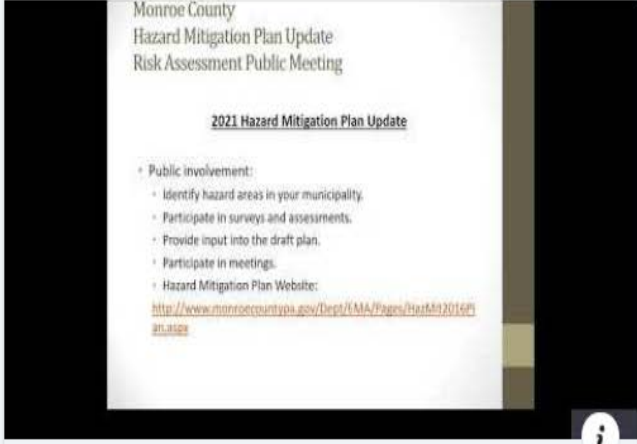 Monroe County
Hazard Mitigation Plan Update
Risk Assessment Public Meeting
2021 Hazard Mitigation Plan Update
Public involvement:
Identify hazard areas in your municipality.
Participate in surveys and assessments.
Provide input into the draft plan.
Participate in meetings.
Hazard Mitigation Plan Website:
http://www.monroecountypa.gov/Dept/EMA/Pages/HazMit2016Pl
an.aspx
i